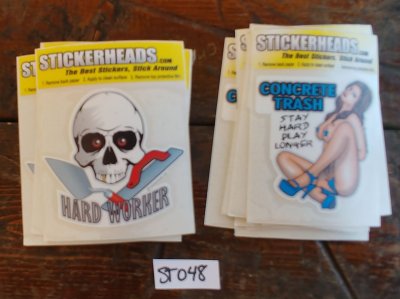 STICKERHEADS.COM
The Best Stickers, Stick Around
HARD WORKER
STICKERHEADS.COM
The Best Stickers, Stick Around
CONCRETE
TRASH
STAY
HARD
PLAY
LONGER
ST048